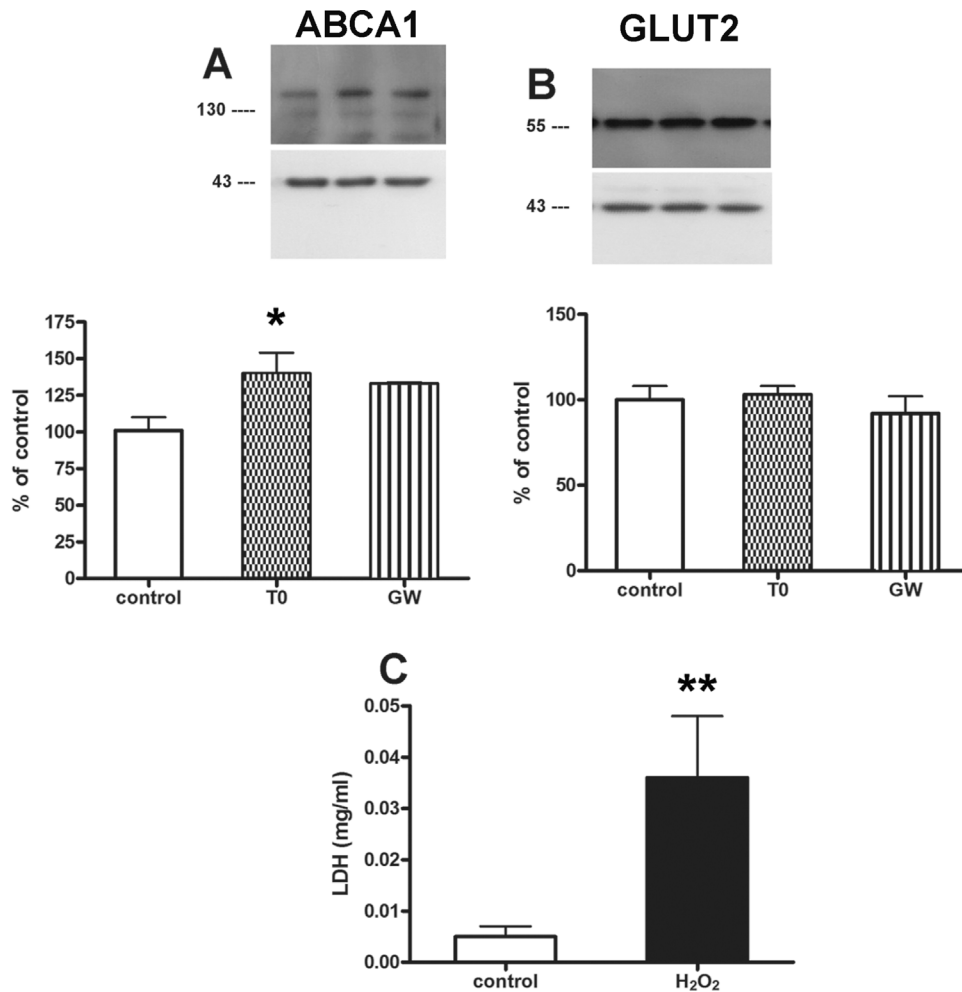 ABCA1
A
130 ----
43 ---
GLUT2
B
55 ---
43 ---
*
175
150
125
100
75
50
25
0
% of control
control T0 GW
150
100
50
0
% of control
control T0 GW
C
**
0.05
0.04
0.03
0.02
0.01
0.00
LDH (mg/ml)
control H₂O₂